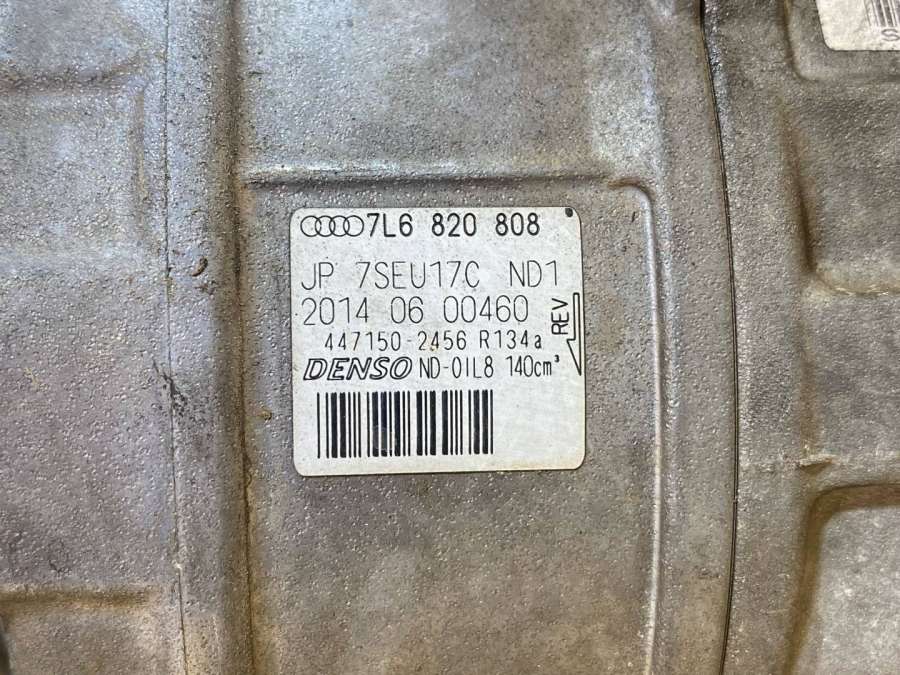 7L6 820 808
JP 7SEU17C ND1
2014 06 00460
447150-2456 R134a
REV
DENSO ND-OIL8 140cm³
S